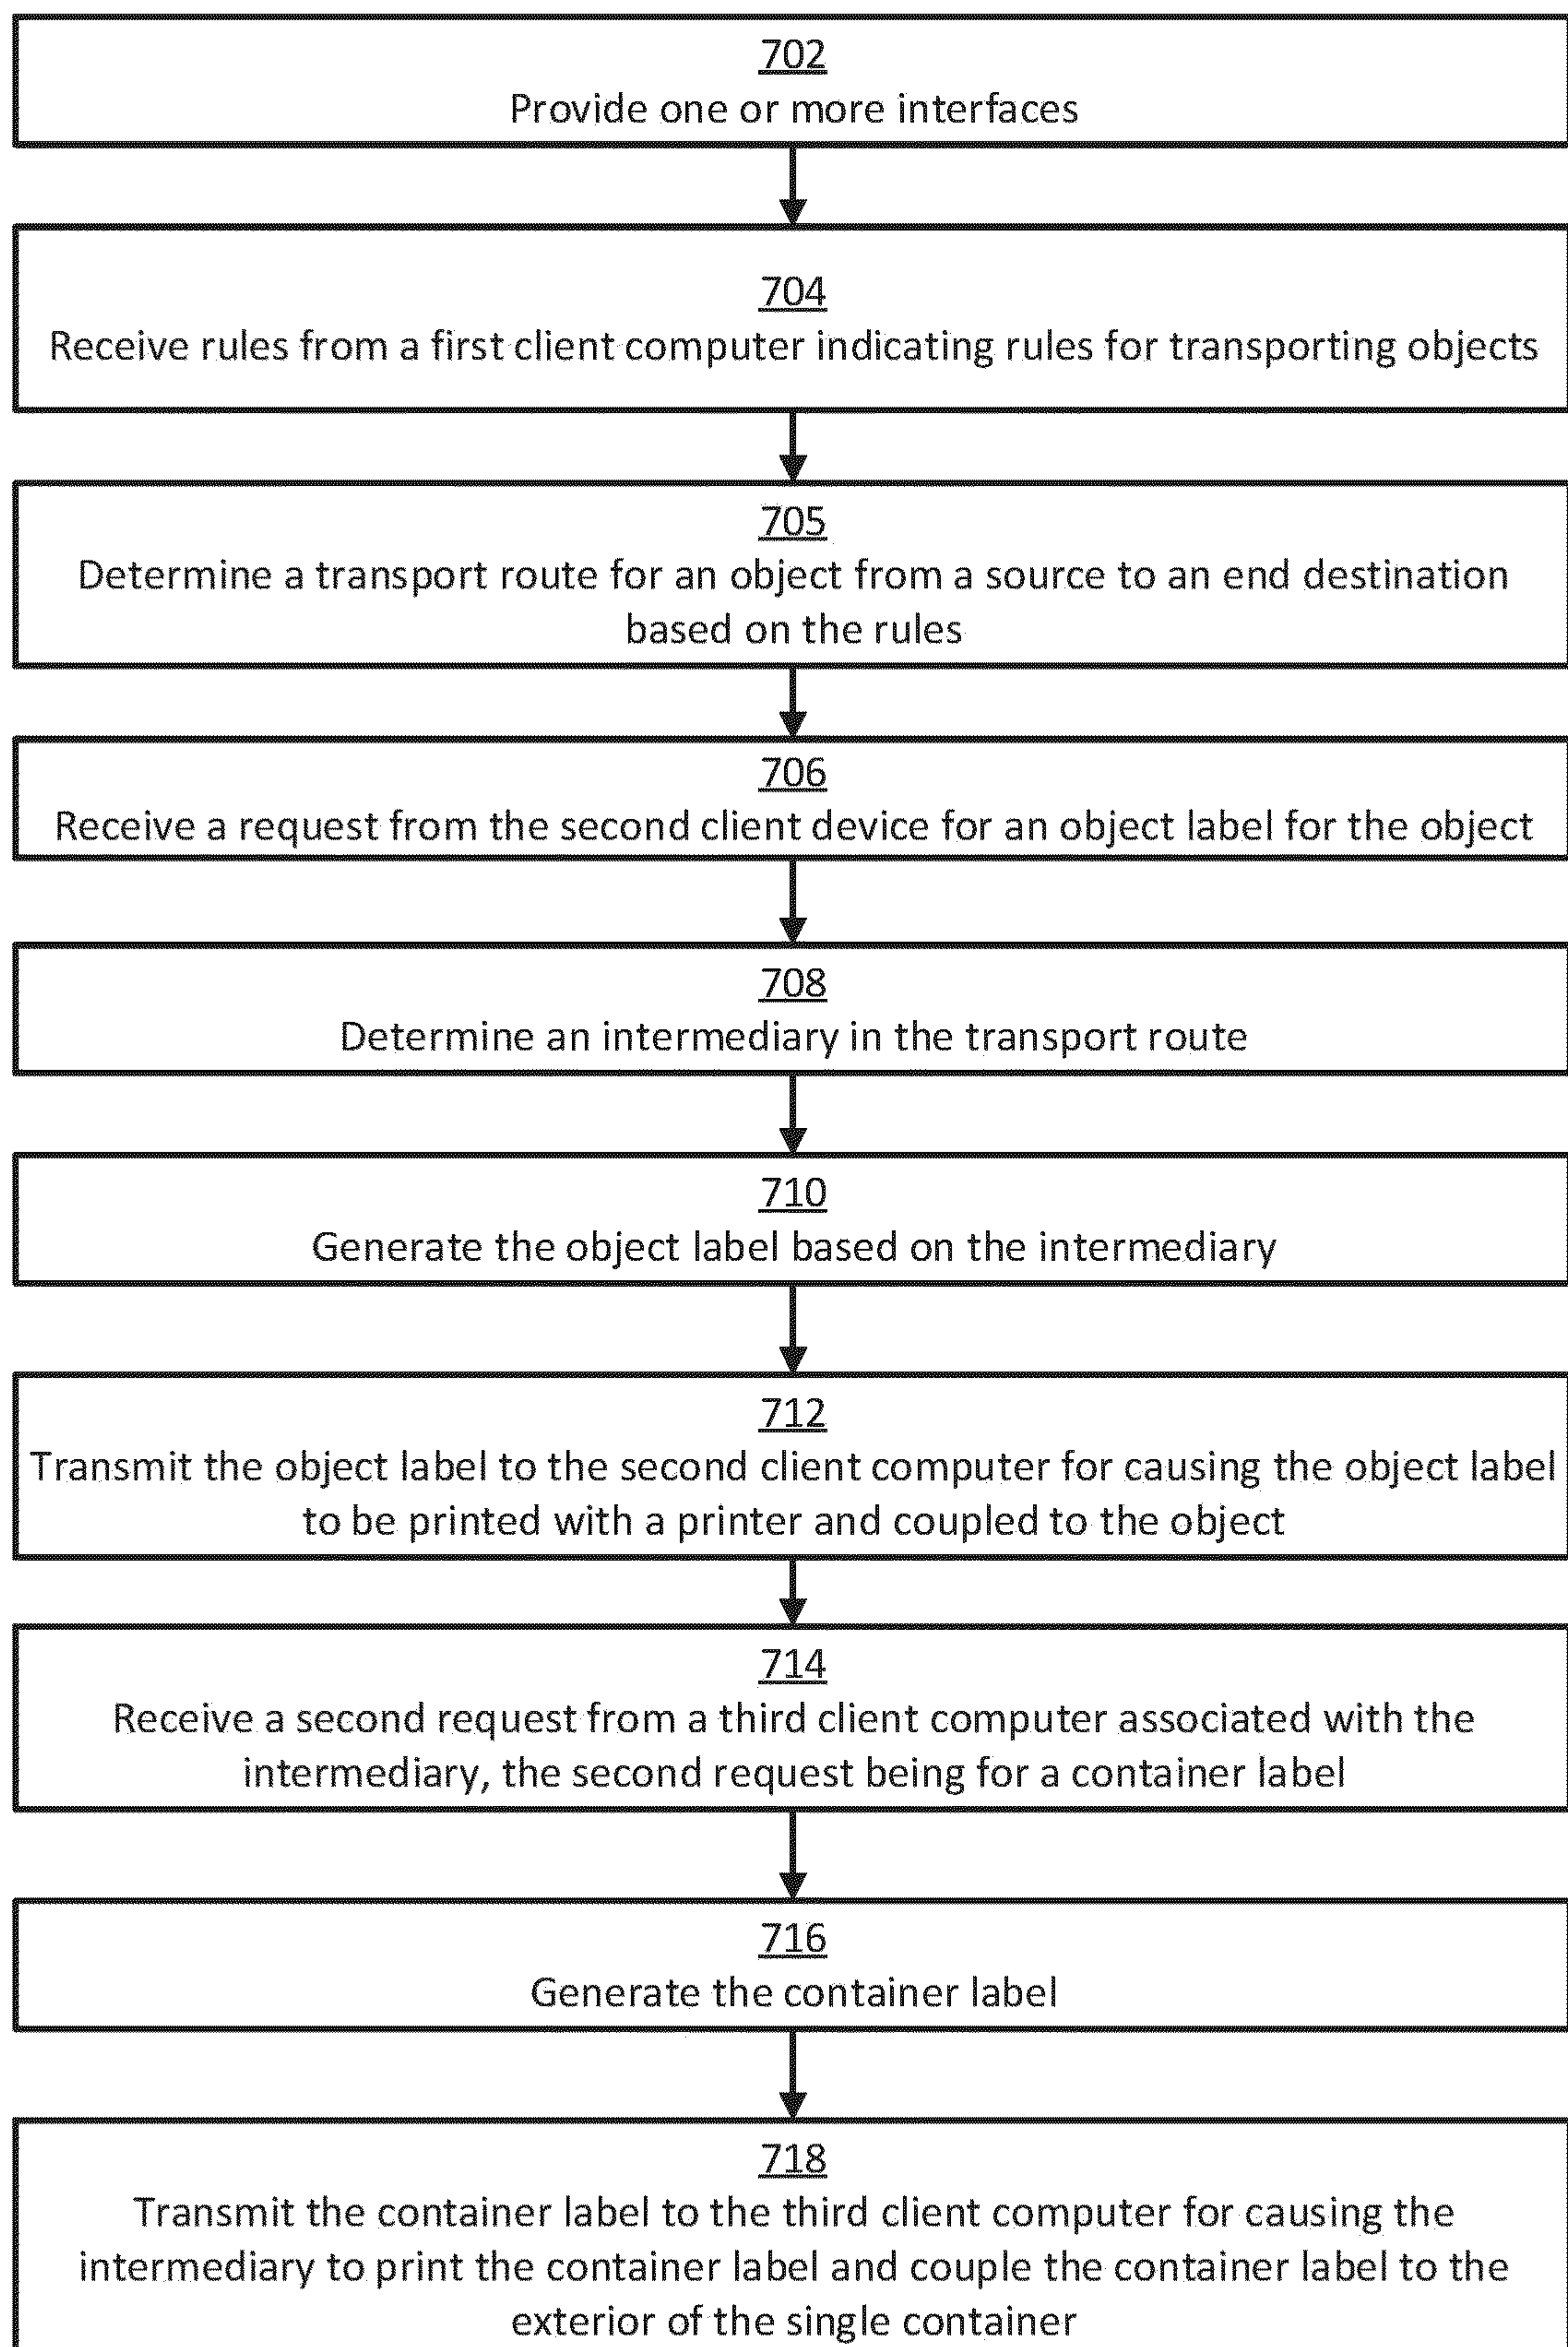 702
Provide one or more interfaces
704
Receive rules from a first client computer indicating rules for transporting objects
705
Determine a transport route for an object from a source to an end destination
based on the rules
706
Receive a request from the second client device for an object label for the object
708
Determine an intermediary in the transport route
710
Generate the object label based on the intermediary
712
Transmit the object label to the second client computer for causing the object label
to be printed with a printer and coupled to the object
714
Receive a second request from a third client computer associated with the
intermediary, the second request being for a container label
716
Generate the container label
718
Transmit the container label to the third client computer for causing the
intermediary to print the container label and couple the container label to the
exterior of the single container